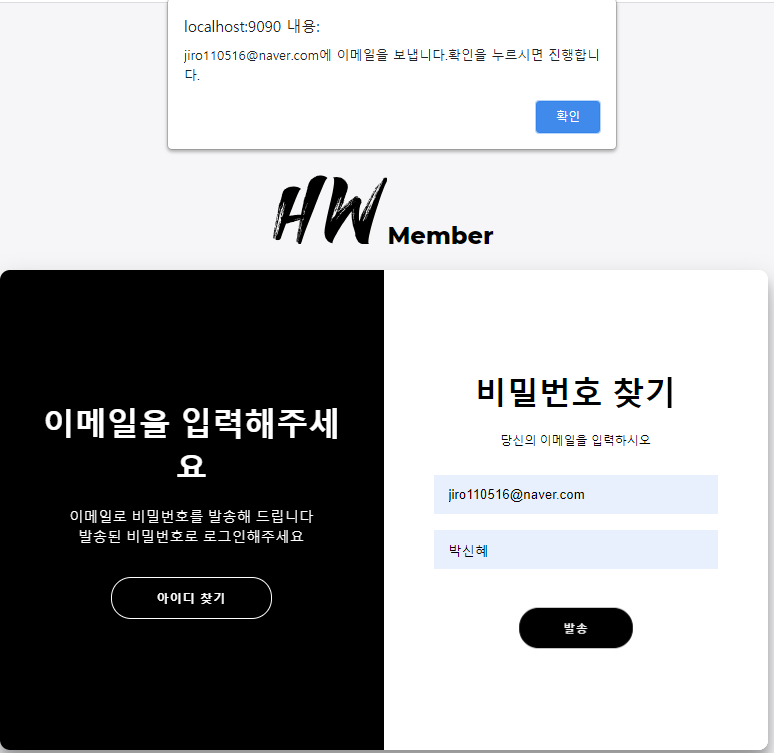 localhost:9090 내용:
jiro110516@naver.com에 이메일을 보냅니다.확인을 누르시면 진행합니
다.
확인
HW Member
이메일을 입력해주세
요
이메일로 비밀번호를 발송해 드립니다
발송된 비밀번호로 로그인해주세요
아이디 찾기
비밀번호 찾기
당신의 이메일을 입력하시오
jiro110516@naver.com
박신혜
발송